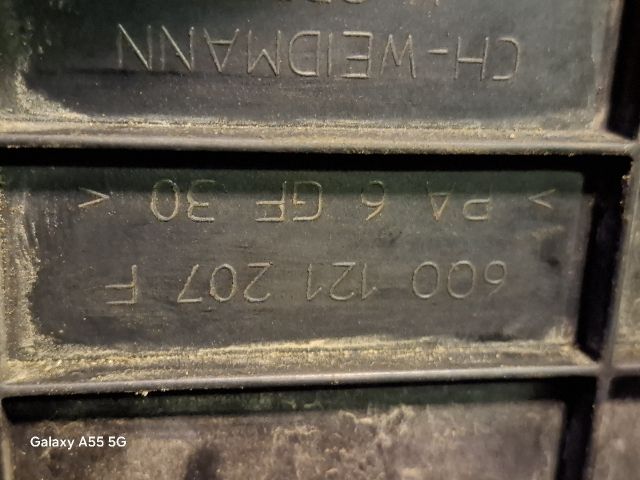 600 121 207 F
> PA 6 GF 30 <
CH-WEIDMANN
Galaxy A55 5G